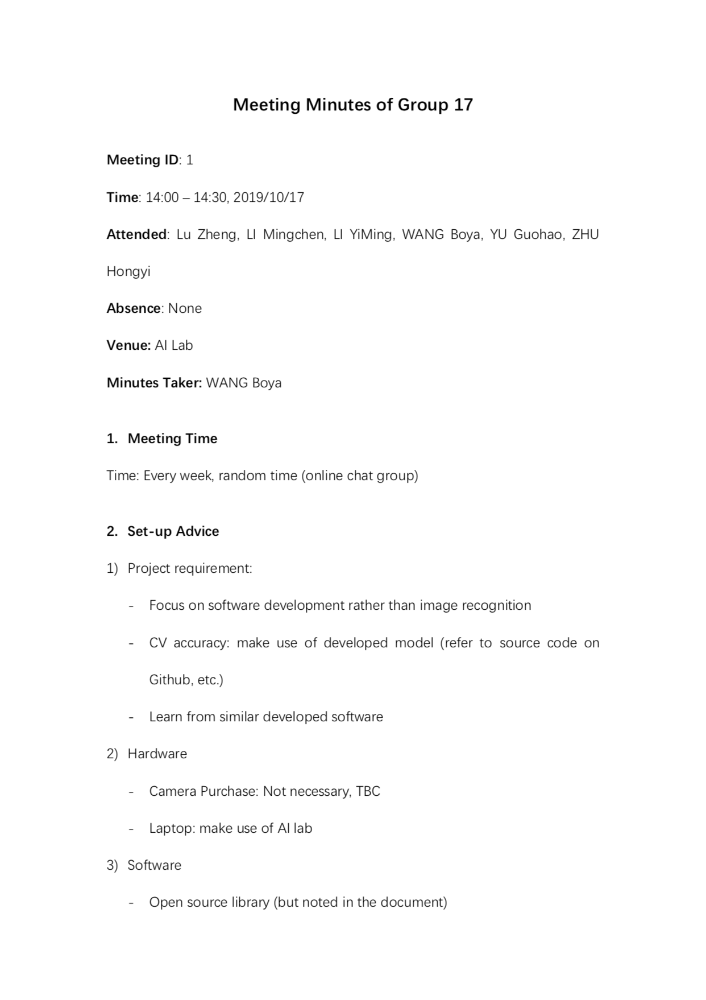 Meeting Minutes of Group 17
Meeting ID: 1
Time: 14:00 – 14:30, 2019/10/17
Attended: Lu Zheng, LI Mingchen, LI YiMing, WANG Boya, YU Guohao, ZHU
Hongyi
Absence: None
Venue: AI Lab
Minutes Taker: WANG Boya
1. Meeting Time
Time: Every week, random time (online chat group)
2. Set-up Advice
1) Project requirement:
- Focus on software development rather than image recognition
- CV accuracy: make use of developed model (refer to source code on
Github, etc.)
- Learn from similar developed software
2) Hardware
- Camera Purchase: Not necessary, TBC
- Laptop: make use of AI lab
3) Software
- Open source library (but noted in the document)